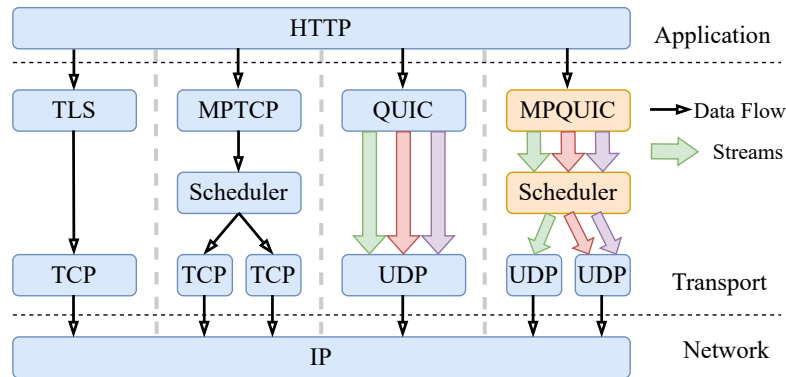 HTTP
Application
TLS
MPTCP
QUIC
MPQUIC
Data Flow
Streams
Scheduler
Scheduler
TCP
TCP
TCP
UDP
UDP
UDP
Transport
IP
Network